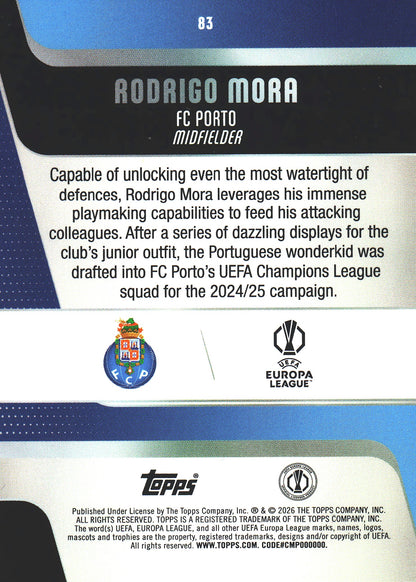 83
RODRIGO MORA
FC PORTO
MIDFIELDER
Capable of unlocking even the most watertight of
defences, Rodrigo Mora leverages his immense
playmaking capabilities to feed his attacking
colleagues. After a series of dazzling displays for the
club's junior outfit, the Portuguese wonderkid was
drafted into FC Porto's UEFA Champions League
squad for the 2024/25 campaign.
FCP
UEFA
EUROPA
LEAGUE™
Topps®
Published Under License by The Topps Company, Inc. ® & © 2026 THE TOPPS COMPANY, INC.
ALL RIGHTS RESERVED. TOPPS IS A REGISTERED TRADEMARK OF THE TOPPS COMPANY, INC.
The word(s) UEFA, EUROPA LEAGUE, and all other UEFA Europa League marks, names, logos,
mascots and trophies are the property, registered trademarks, designs and/or copyright of UEFA.
All rights reserved. WWW.TOPPS.COM. CODE#CMP000000.